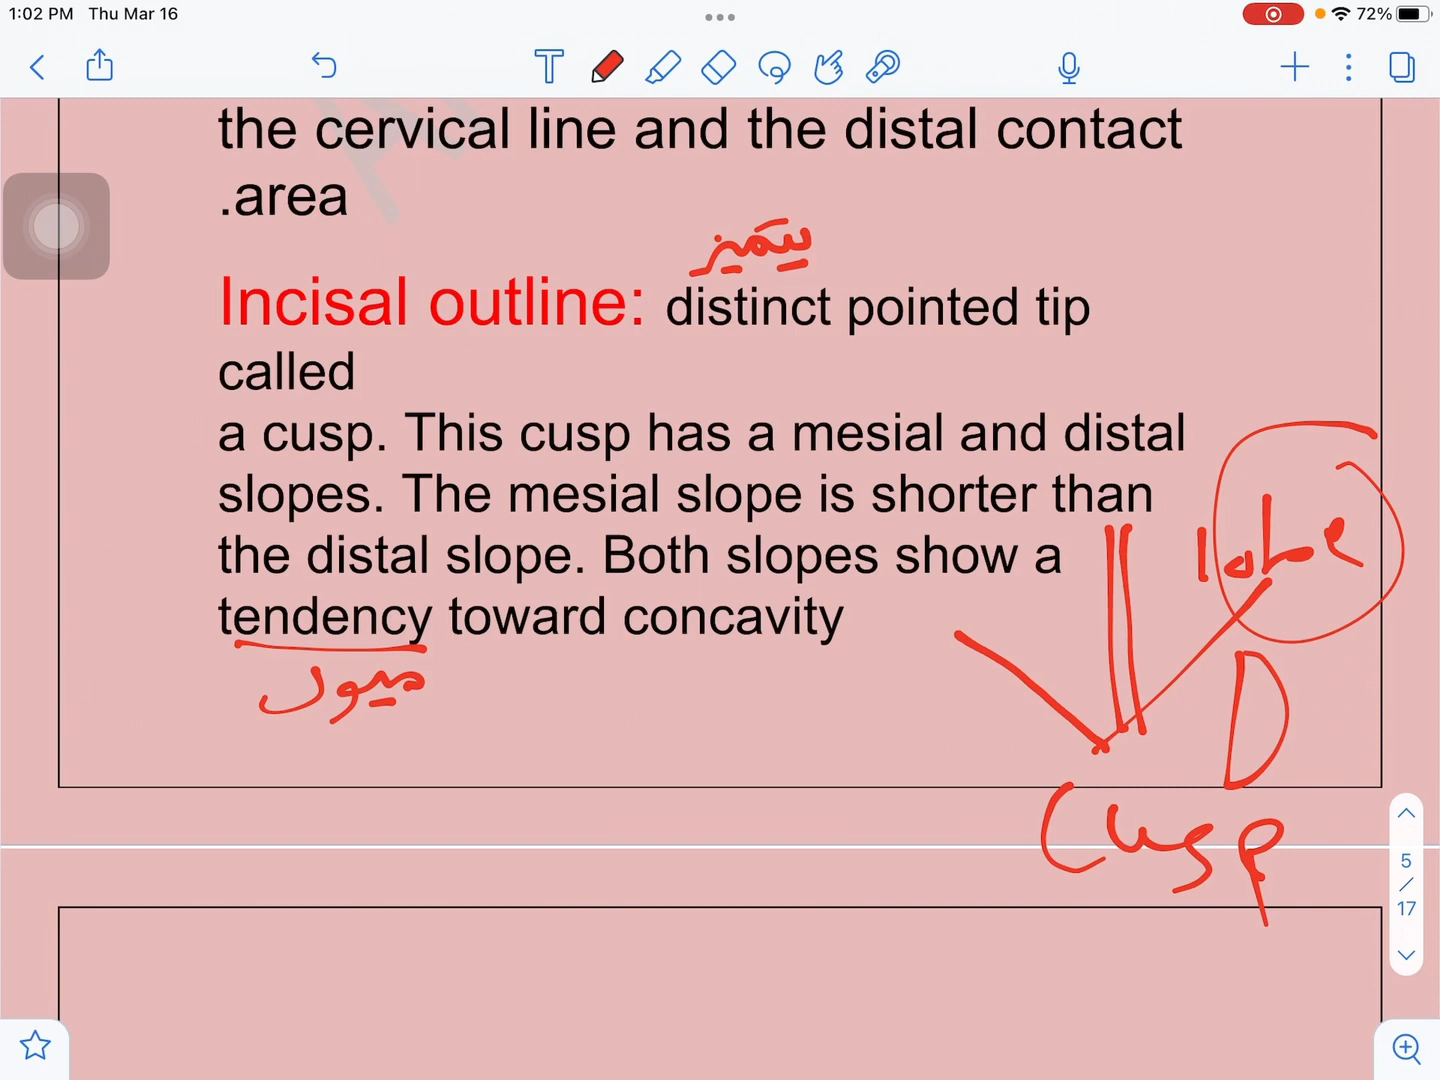 1:02 PM Thu Mar 16
72%
the cervical line and the distal contact
.area
يتميز
Incisal outline: distinct pointed tip
called
a cusp. This cusp has a mesial and distal
slopes. The mesial slope is shorter than
the distal slope. Both slopes show a
tendency toward concavity
ميول
D
Cusp
5
/
17